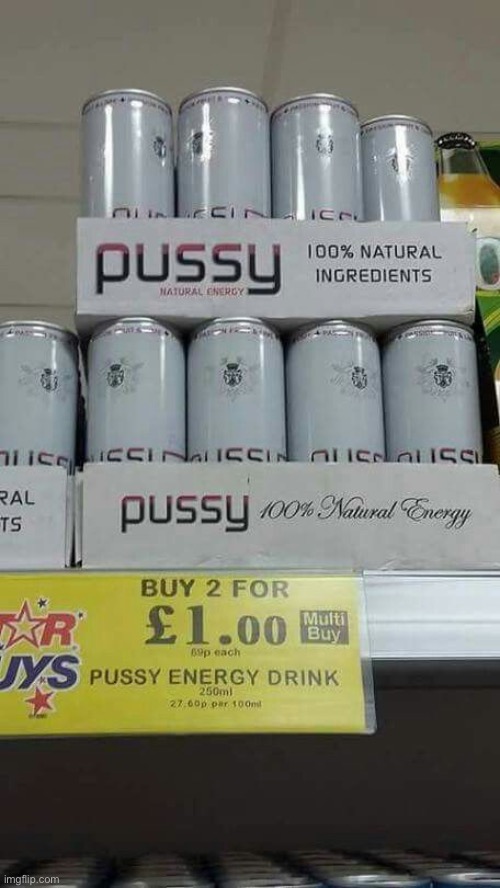 pussy
NATURAL ENERGY
100% NATURAL
INGREDIENTS
pussy 100% Natural Energy
BUY 2 FOR
£1.00 Multi Buy
69p each
PUSSY ENERGY DRINK
250ml
27.60p per 100ml
imgflip.com